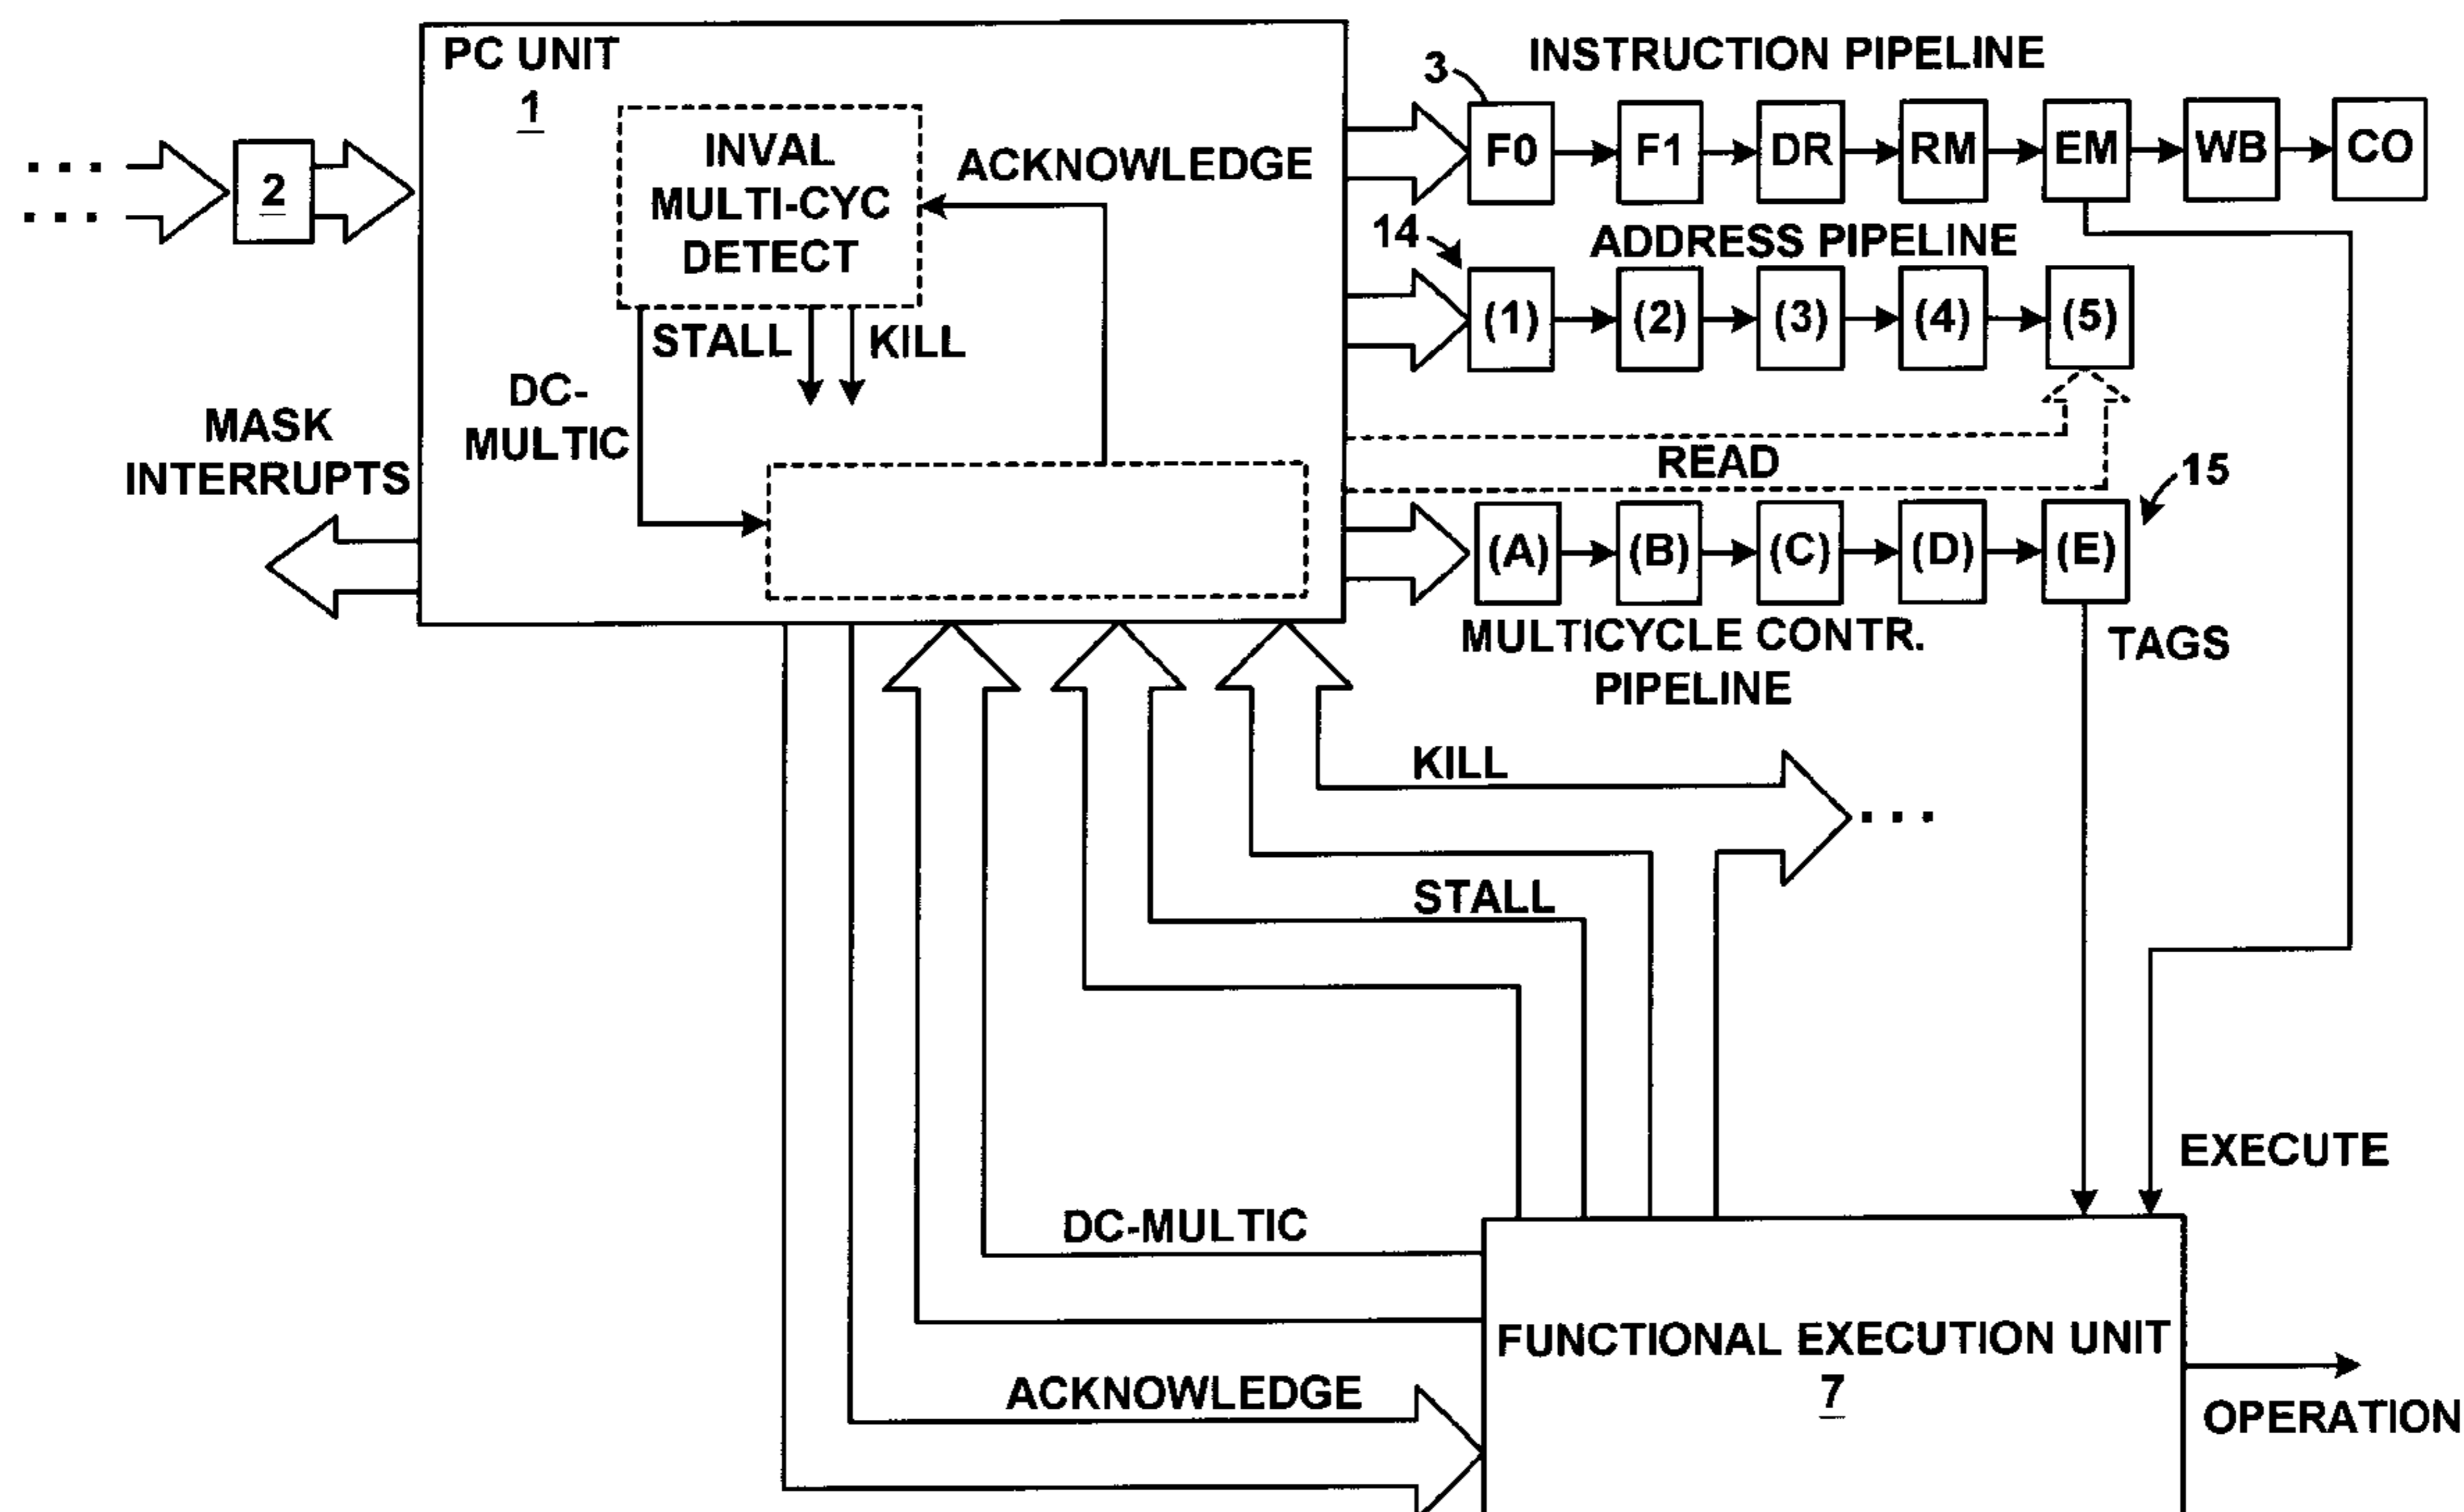 PC UNIT
1
INVAL
MULTI-CYC
DETECT
ACKNOWLEDGE
STALL
KILL
DC-
MULTIC
2
MASK
INTERRUPTS
3
INSTRUCTION PIPELINE
F0
F1
DR
RM
EM
WB
CO
14
ADDRESS PIPELINE
(1)
(2)
(3)
(4)
(5)
READ
15
(A)
(B)
(C)
(D)
(E)
MULTICYCLE CONTR.
PIPELINE
TAGS
KILL
...
STALL
EXECUTE
DC-MULTIC
FUNCTIONAL EXECUTION UNIT
7
ACKNOWLEDGE
OPERATION